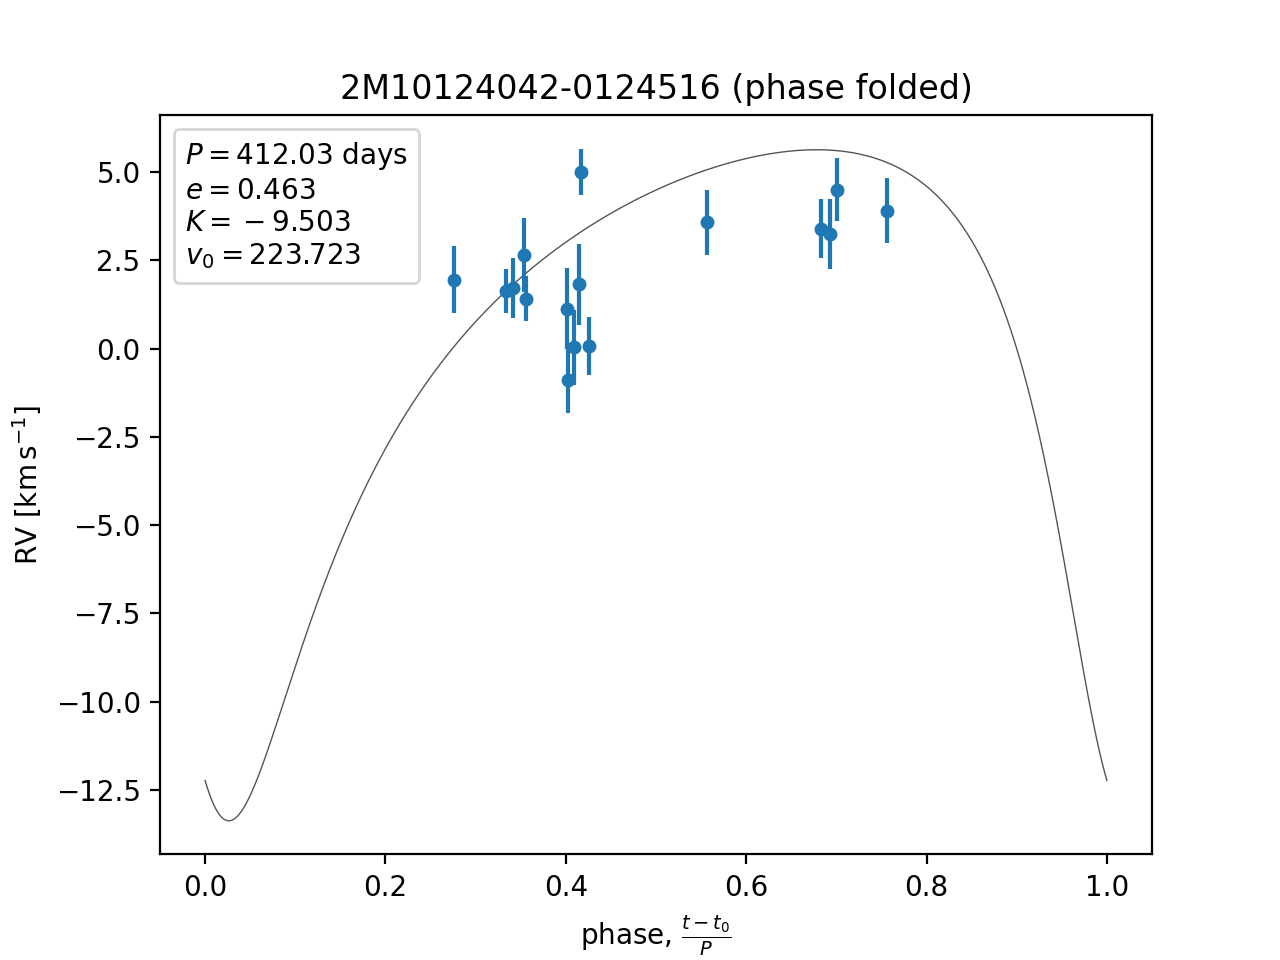 2M10124042-0124516 (phase folded)
P = 412.03 days
e = 0.463
K = −9.503
v₀ = 223.723
5.0
2.5
0.0
−2.5
−5.0
−7.5
−10.0
−12.5
RV [km s⁻¹]
0.0 0.2 0.4 0.6 0.8 1.0
phase, (t − t₀)/P